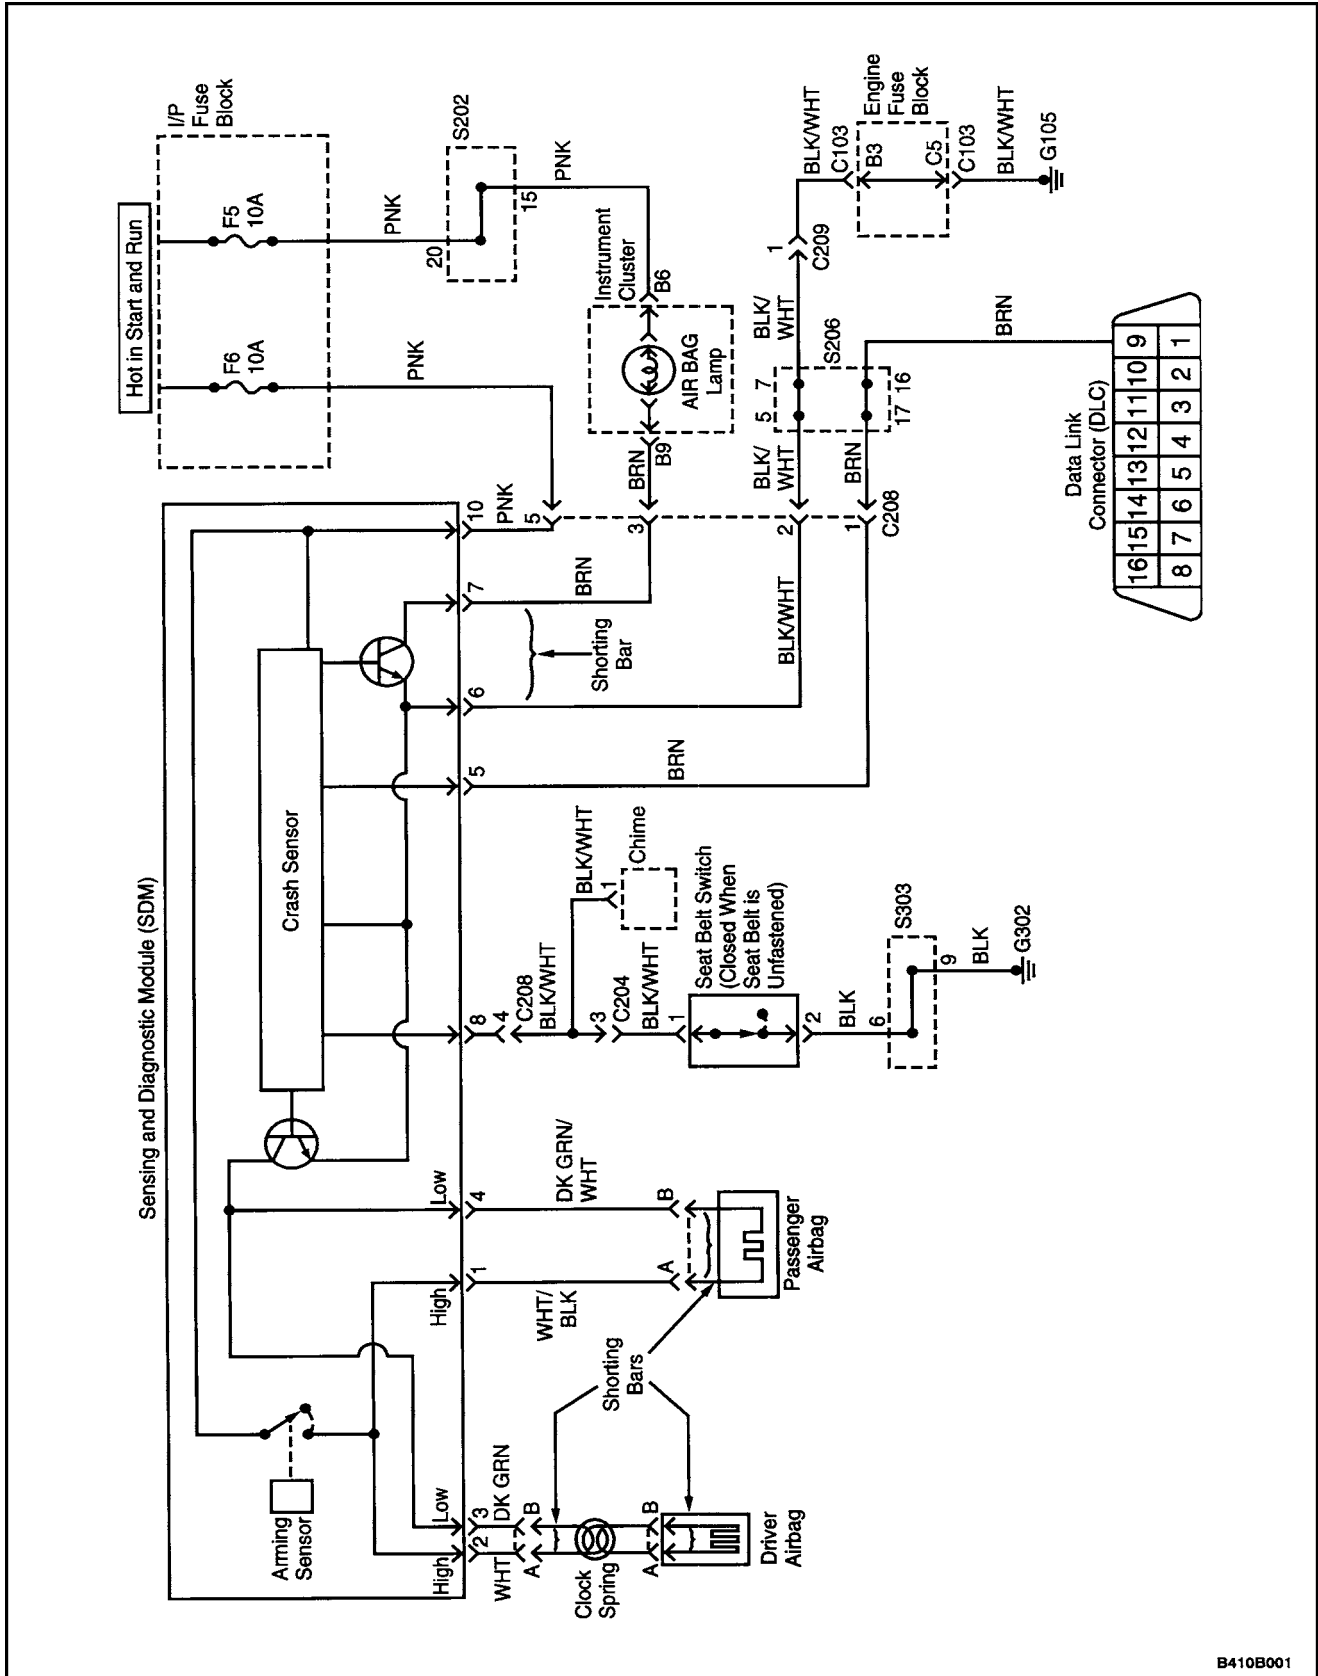 Hot in Start and Run
I/P
Fuse
Block
F6
10A
F5
10A
PNK
PNK
20
S202
15
PNK
Instrument
Cluster
B6
AIR BAG
Lamp
B9
BRN
BLK/
WHT
5
7
S206
BLK/
WHT
1
C209
BLK/WHT
C103
B3
Engine
Fuse
Block
C5
C103
BLK/WHT
G105
BRN
17
16
BRN
Data Link
Connector (DLC)
16 15 14 13 12 11 10 9
8 7 6 5 4 3 2 1
Sensing and Diagnostic Module (SDM)
Crash Sensor
Arming
Sensor
High
Low
High
Low
2
3
1
4
8
5
6
7
10
PNK
5
3
2
1
C208
BRN
Shorting
Bar
BLK/WHT
BRN
4
C208
BLK/WHT
BLK/WHT
1
Chime
3
C204
BLK/WHT
1
Seat Belt Switch
(Closed When
Seat Belt is
Unfastened)
2
BLK
6
S303
9
BLK
G302
DK GRN/
WHT
WHT/
BLK
A
B
Passenger
Airbag
Shorting
Bars
WHT
DK GRN
A
B
Clock
Spring
A
B
Driver
Airbag
B410B001